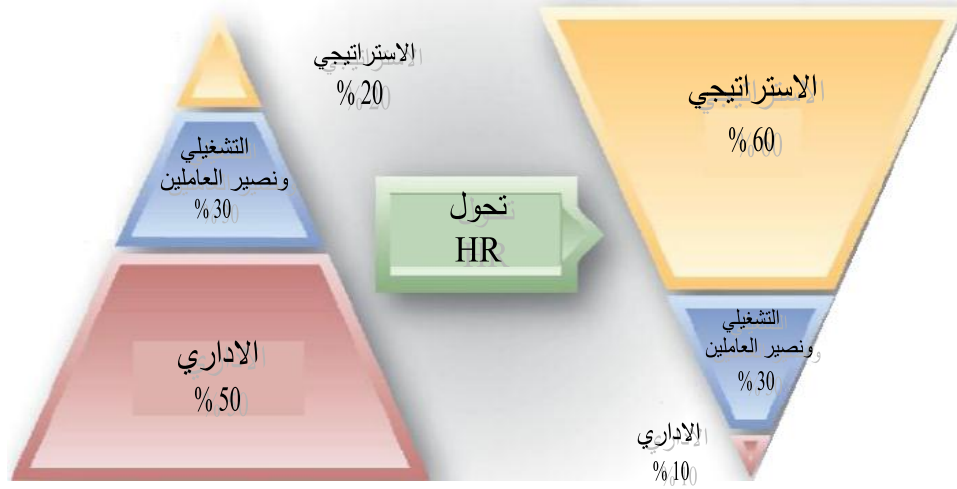 الاستراتيجي
% 20
التشغيلي
ونصير العاملين
% 30
الاداري
% 50
تحول
HR
الاستراتيجي
% 60
التشغيلي
ونصير العاملين
% 30
الاداري
% 10